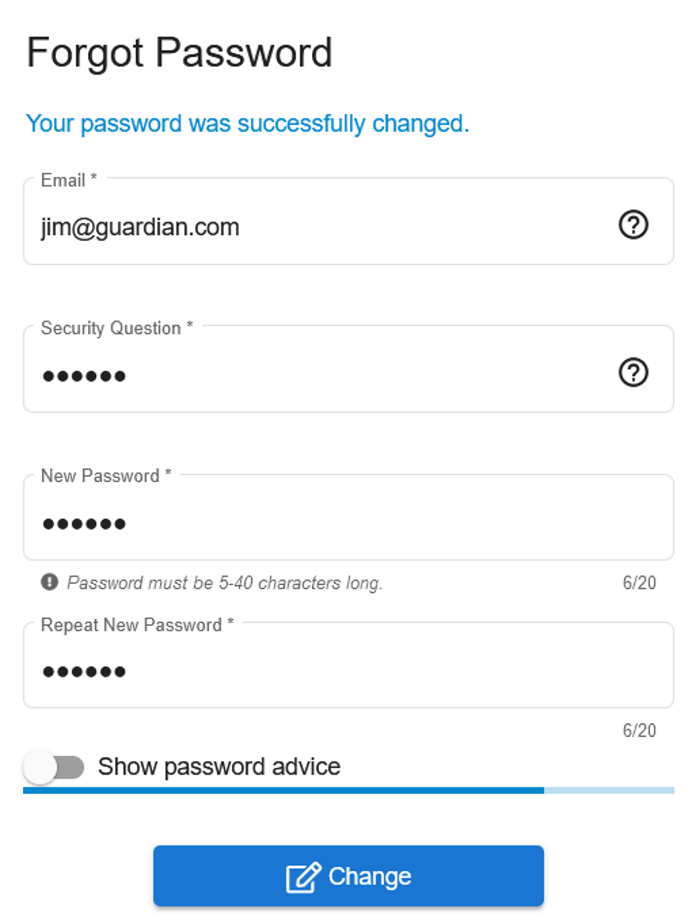 Forgot Password
Your password was successfully changed.
Email *
jim@guardian.com
Security Question *
••••••
New Password *
••••••
Password must be 5-40 characters long.
6/20
Repeat New Password *
••••••
6/20
Show password advice
Change